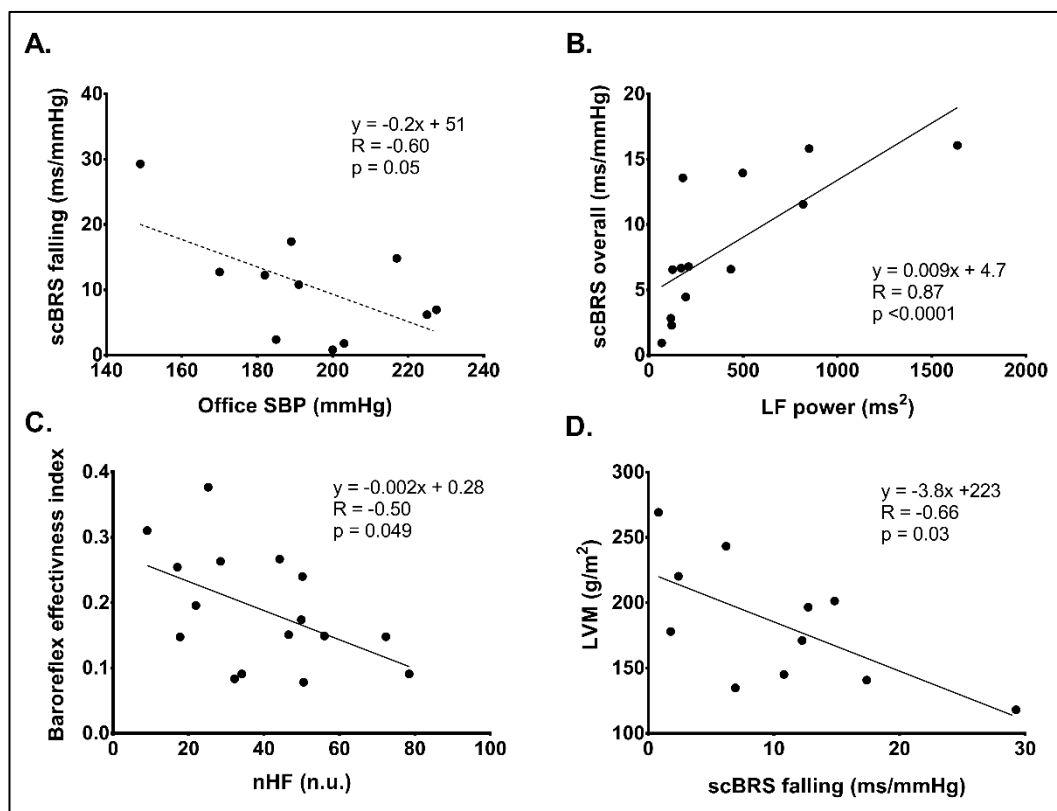 A.
scBRS falling (ms/mmHg)
40
30
20
10
0
y = -0.2x + 51
R = -0.60
p = 0.05
140 160 180 200 220 240
Office SBP (mmHg)
B.
scBRS overall (ms/mmHg)
20
15
10
5
0
y = 0.009x + 4.7
R = 0.87
p <0.0001
0 500 1000 1500 2000
LF power (ms²)
C.
Baroreflex effectivness index
0.4
0.3
0.2
0.1
0.0
y = -0.002x + 0.28
R = -0.50
p = 0.049
0 20 40 60 80 100
nHF (n.u.)
D.
LVM (g/m²)
300
250
200
150
100
y = -3.8x +223
R = -0.66
p = 0.03
0 10 20 30
scBRS falling (ms/mmHg)